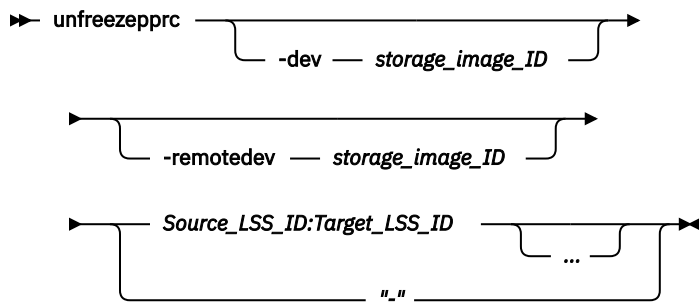 unfreezepprc
-dev storage_image_ID
-remotedev storage_image_ID
Source_LSS_ID:Target_LSS_ID
...
"-"